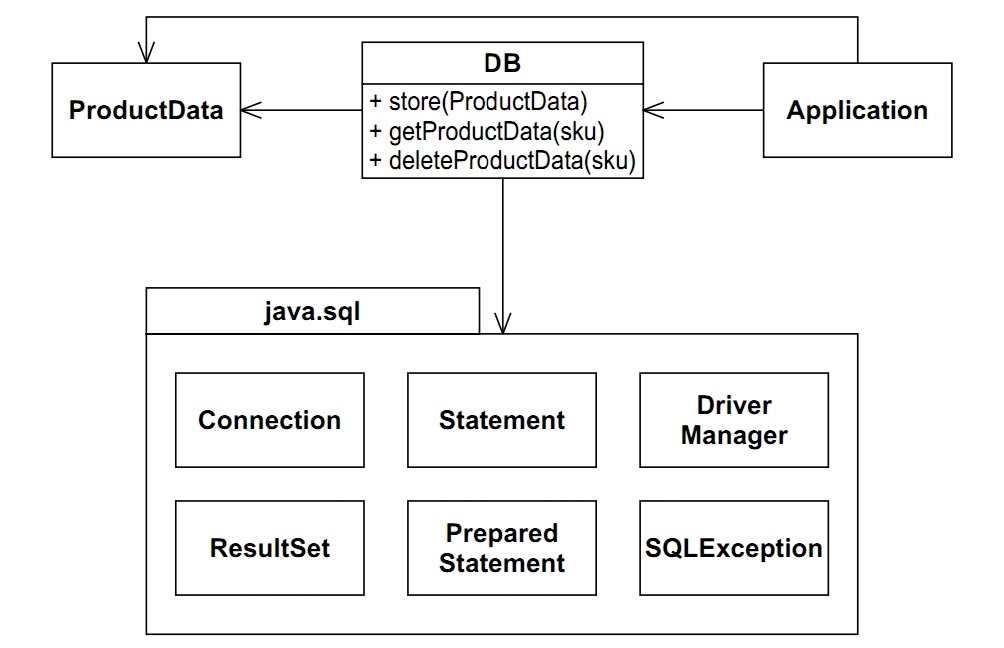 DB
ProductData
+ store(ProductData)
+ getProductData(sku)
+ deleteProductData(sku)
Application
java.sql
Connection
Statement
Driver
Manager
ResultSet
Prepared
Statement
SQLException